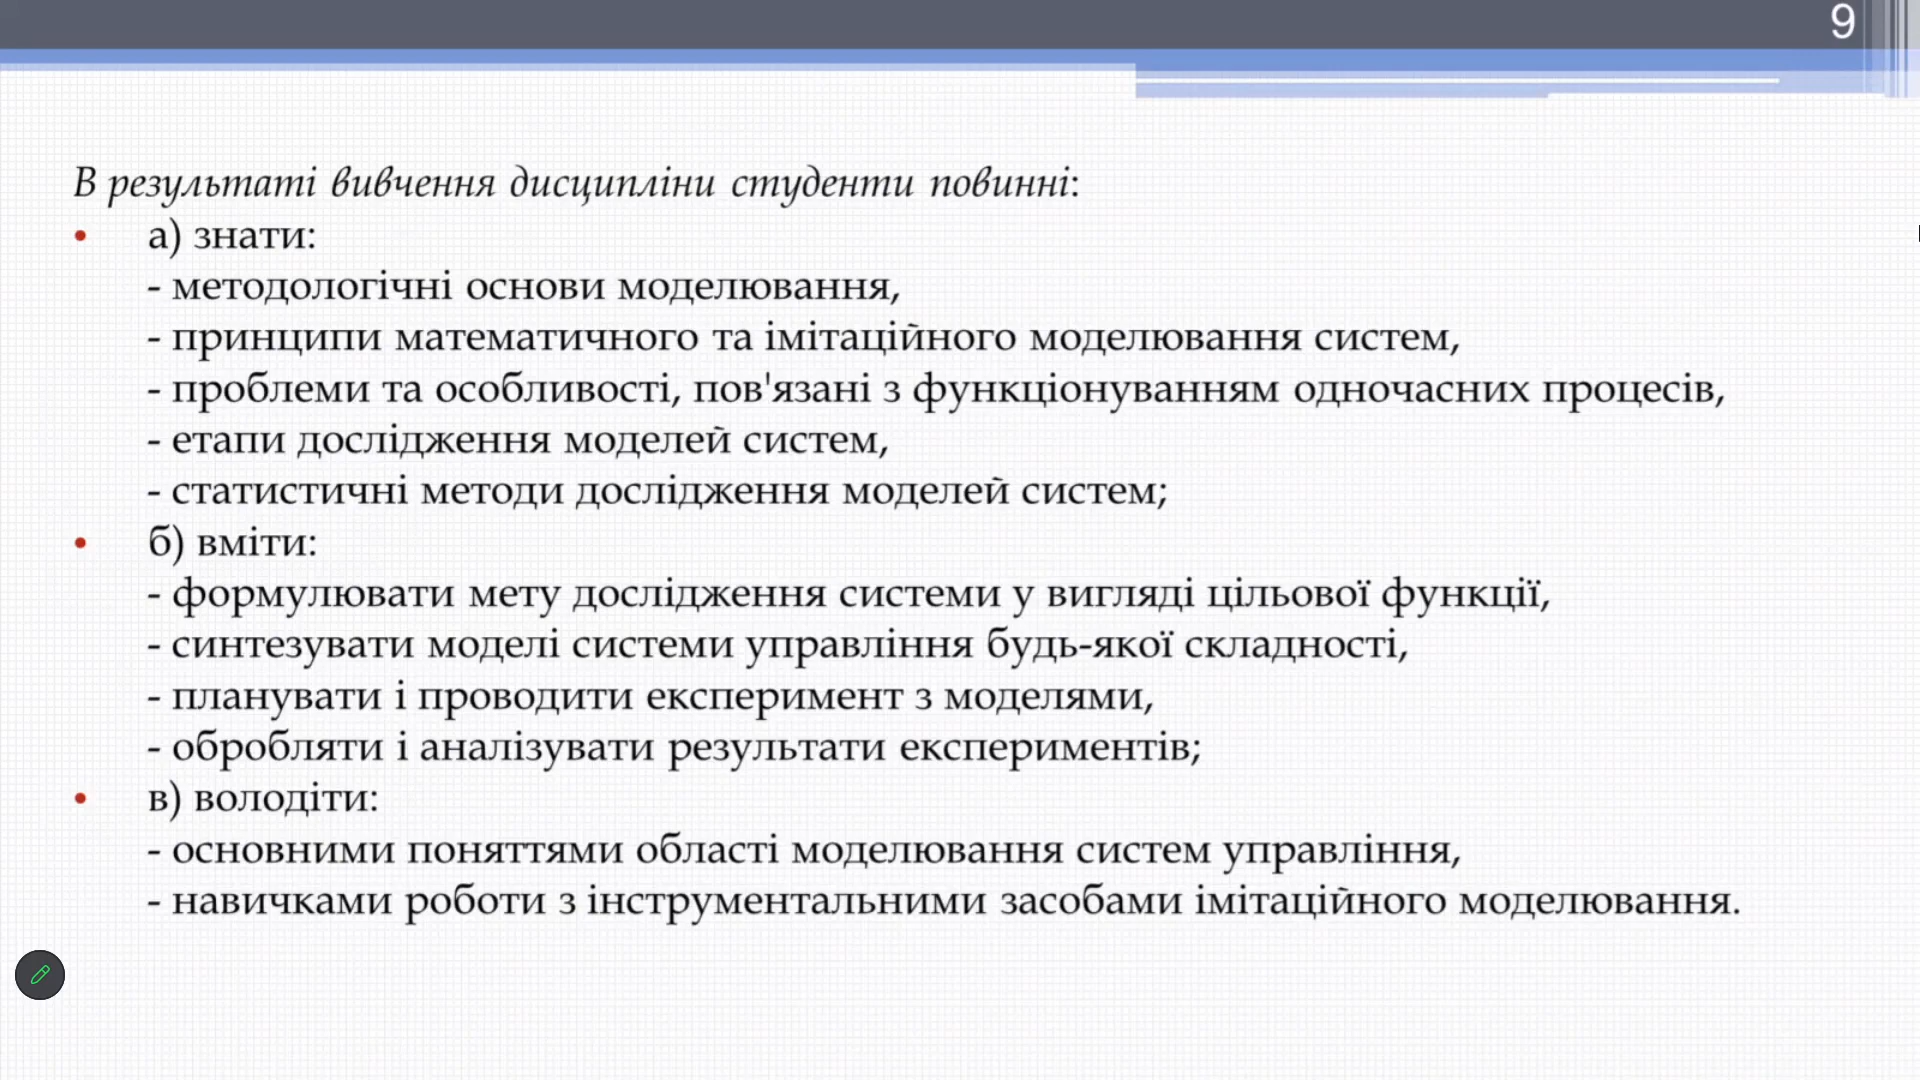 9
В результаті вивчення дисципліни студенти повинні:
• а) знати:
- методологічні основи моделювання,
- принципи математичного та імітаційного моделювання систем,
- проблеми та особливості, пов'язані з функціонуванням одночасних процесів,
- етапи дослідження моделей систем,
- статистичні методи дослідження моделей систем;
• б) вміти:
- формулювати мету дослідження системи у вигляді цільової функції,
- синтезувати моделі системи управління будь-якої складності,
- планувати і проводити експеримент з моделями,
- обробляти і аналізувати результати експериментів;
• в) володіти:
- основними поняттями області моделювання систем управління,
- навичками роботи з інструментальними засобами імітаційного моделювання.